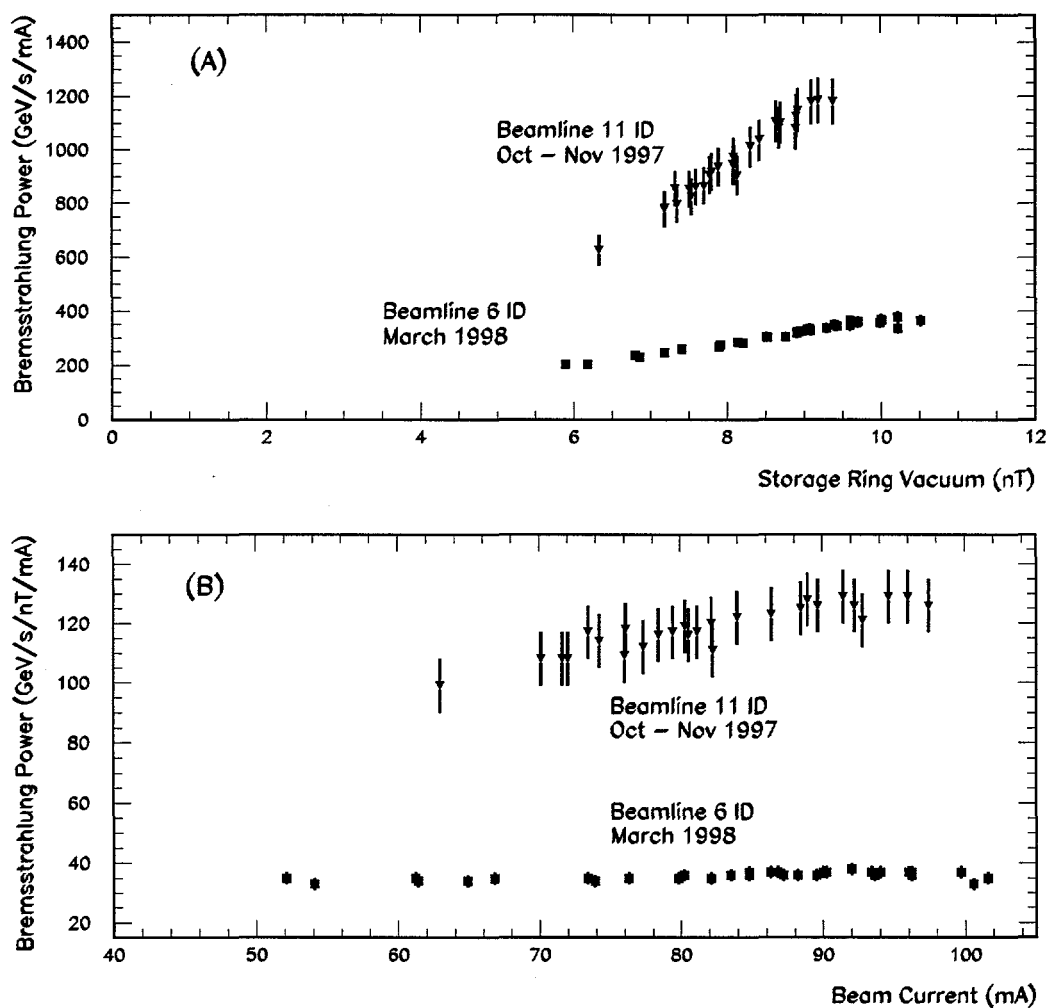 (A)
Bremsstrahlung Power (GeV/s/mA)
1400
1200
1000
800
600
400
200
0
Beamline 11 ID
Oct – Nov 1997
Beamline 6 ID
March 1998
0 2 4 6 8 10 12
Storage Ring Vacuum (nT)
(B)
Bremsstrahlung Power (GeV/s/nT/mA)
140
120
100
80
60
40
20
Beamline 11 ID
Oct – Nov 1997
Beamline 6 ID
March 1998
40 50 60 70 80 90 100
Beam Current (mA)